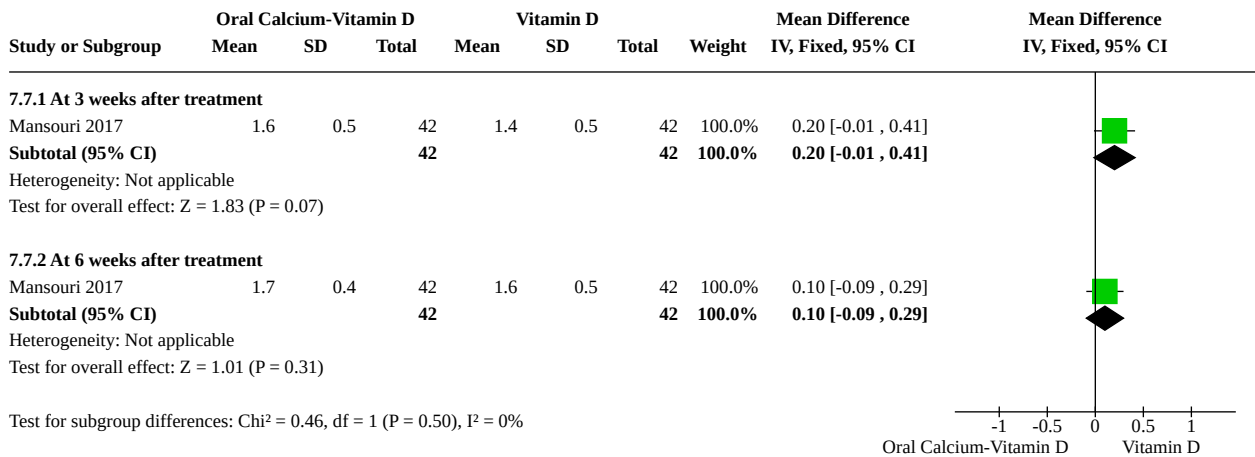 Oral Calcium-Vitamin D Vitamin D Mean Difference Mean Difference
Study or Subgroup Mean SD Total Mean SD Total Weight IV, Fixed, 95% CI IV, Fixed, 95% CI
7.7.1 At 3 weeks after treatment
Mansouri 2017 1.6 0.5 42 1.4 0.5 42 100.0% 0.20 [-0.01 , 0.41]
Subtotal (95% CI) 42 42 100.0% 0.20 [-0.01 , 0.41]
Heterogeneity: Not applicable
Test for overall effect: Z = 1.83 (P = 0.07)
7.7.2 At 6 weeks after treatment
Mansouri 2017 1.7 0.4 42 1.6 0.5 42 100.0% 0.10 [-0.09 , 0.29]
Subtotal (95% CI) 42 42 100.0% 0.10 [-0.09 , 0.29]
Heterogeneity: Not applicable
Test for overall effect: Z = 1.01 (P = 0.31)
Test for subgroup differences: Chi² = 0.46, df = 1 (P = 0.50), I² = 0%
-1 -0.5 0 0.5 1
Oral Calcium-Vitamin D Vitamin D